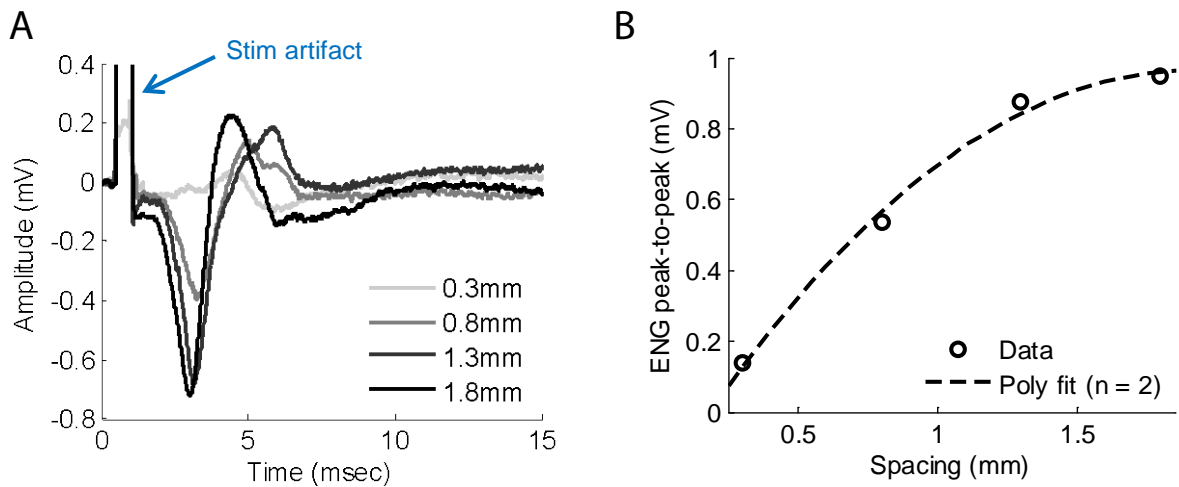 A
Stim artifact
0.4
0.2
0
-0.2
-0.4
-0.6
-0.8
Amplitude (mV)
0.3mm
0.8mm
1.3mm
1.8mm
0
5
10
15
Time (msec)
B
1
0.8
0.6
0.4
0.2
0
ENG peak-to-peak (mV)
Data
Poly fit (n = 2)
0.5
1
1.5
Spacing (mm)